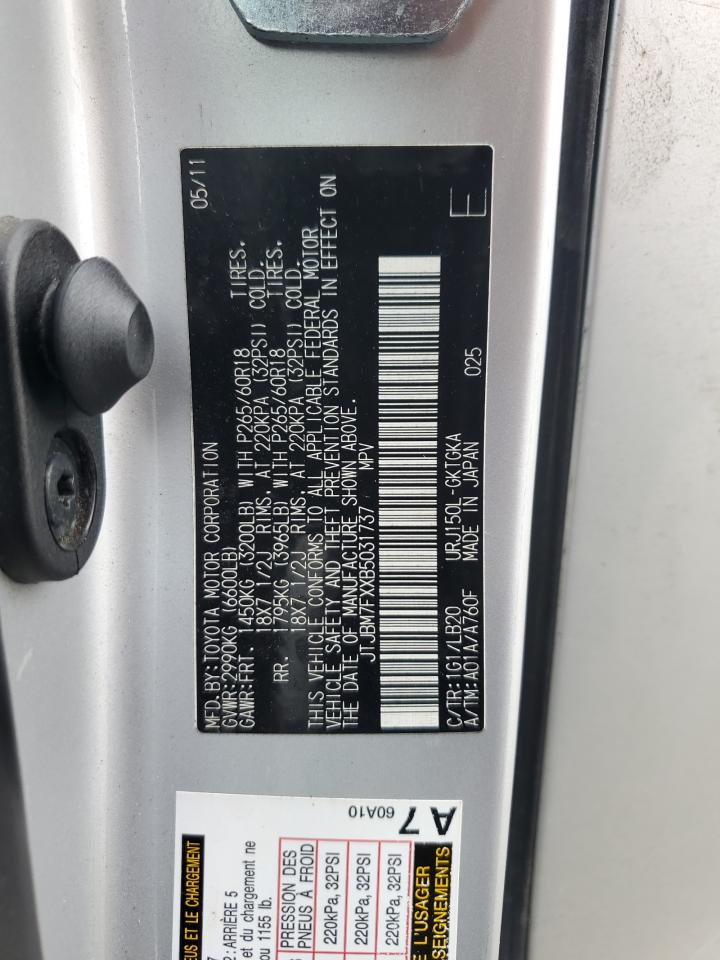 MFD. BY: TOYOTA MOTOR CORPORATION 05/11
GVWR: 2990KG (6600LB)
GAWR: FRT. 1450KG (3200LB) WITH P265/60R18 TIRES,
18X7 1/2J RIMS, AT 220KPA (32PSI) COLD.
RR. 1795KG (3965LB) WITH P265/60R18 TIRES,
18X7 1/2J RIMS, AT 220KPA (32PSI) COLD.
THIS VEHICLE CONFORMS TO ALL APPLICABLE FEDERAL MOTOR
VEHICLE SAFETY AND THEFT PREVENTION STANDARDS IN EFFECT ON
THE DATE OF MANUFACTURE SHOWN ABOVE.
JTJBM7FXXB5031737 MPV
C/TR: 1G1/LB20 URJ150L-GKTGKA
A/TM: A01A/A760F MADE IN JAPAN 025
E
EUS ET LE CHARGEMENT
2: ARRIÈRE 5
et du chargement ne
ou 1155 lb.
PRESSION DES
PNEUS À FROID
220kPa, 32PSI
220kPa, 32PSI
220kPa, 32PSI
E L'USAGER
SEIGNEMENTS
60A10
A7